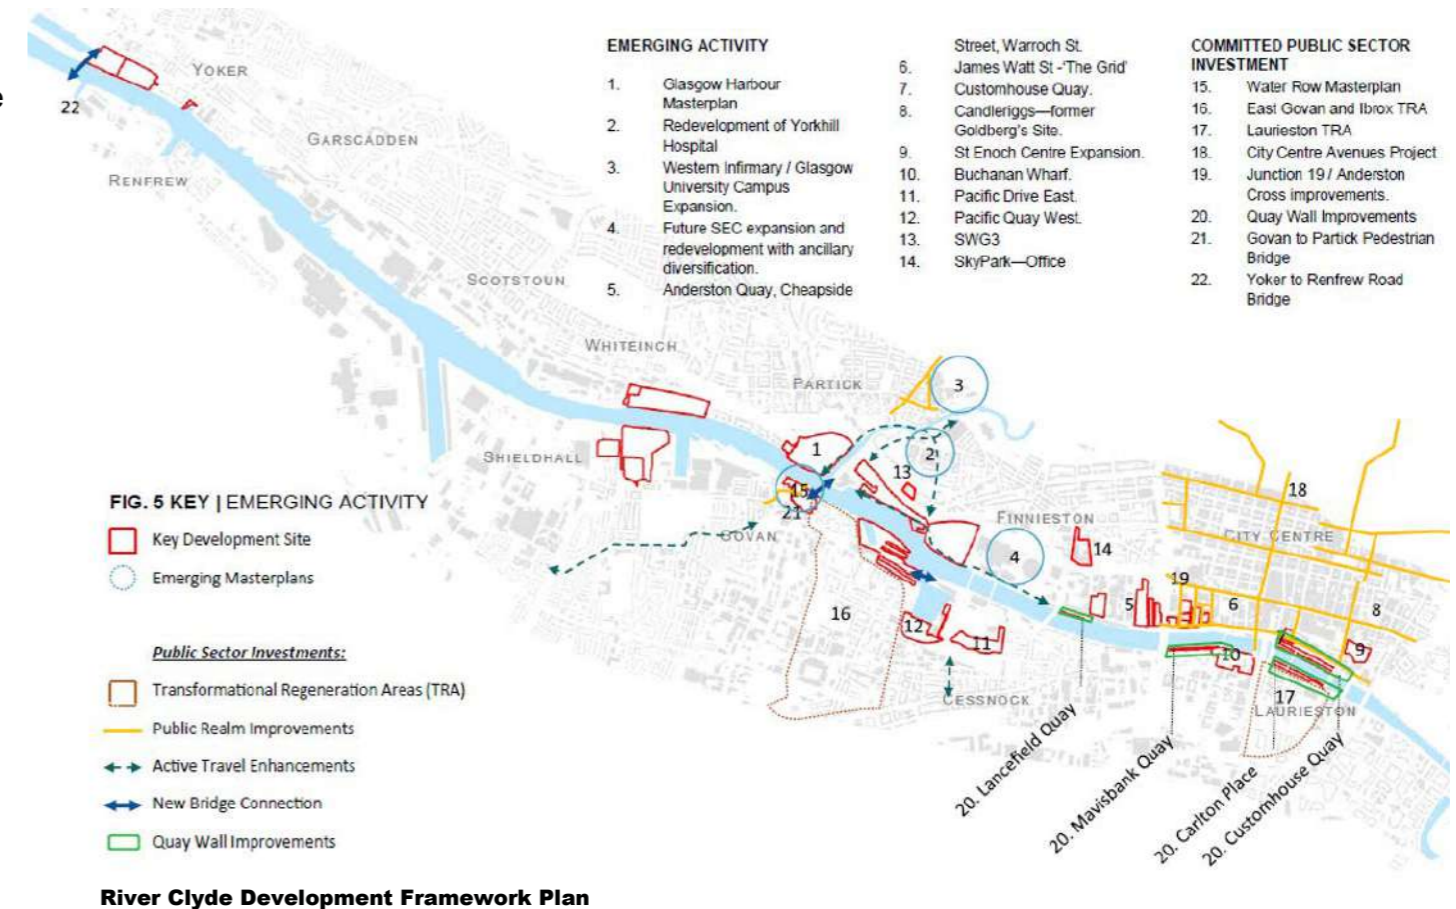 e
EMERGING ACTIVITY
1. Glasgow Harbour
Masterplan
2. Redevelopment of Yorkhill
Hospital
3. Western Infirmary / Glasgow
University Campus
Expansion.
4. Future SEC expansion and
redevelopment with ancillary
diversification.
5. Anderston Quay, Cheapside
Street, Warroch St.
6. James Watt St -'The Grid'
7. Customhouse Quay.
8. Candleriggs—former
Goldberg's Site.
9. St Enoch Centre Expansion.
10. Buchanan Wharf.
11. Pacific Drive East.
12. Pacific Quay West.
13. SWG3
14. SkyPark—Office
COMMITTED PUBLIC SECTOR
INVESTMENT
15. Water Row Masterplan
16. East Govan and Ibrox TRA
17. Laurieston TRA
18. City Centre Avenues Project
19. Junction 19 / Anderston
Cross improvements.
20. Quay Wall Improvements
21. Govan to Partick Pedestrian
Bridge
22. Yoker to Renfrew Road
Bridge
YOKER
22
GARSCADDEN
RENFREW
SCOTSTOUN
WHITEINCH
PARTICK
3
SHIELDHALL
1
2
13
15
21
GOVAN
FINNIESTON
4
14
18
CITY CENTRE
19
5
6
8
16
12
11
10
9
17
CESSNOCK
LAURIESTON
20. Lancefield Quay
20. Mavisbank Quay
20. Carlton Place
20. Customhouse Quay
FIG. 5 KEY | EMERGING ACTIVITY
Key Development Site
Emerging Masterplans
Public Sector Investments:
Transformational Regeneration Areas (TRA)
Public Realm Improvements
Active Travel Enhancements
New Bridge Connection
Quay Wall Improvements
River Clyde Development Framework Plan